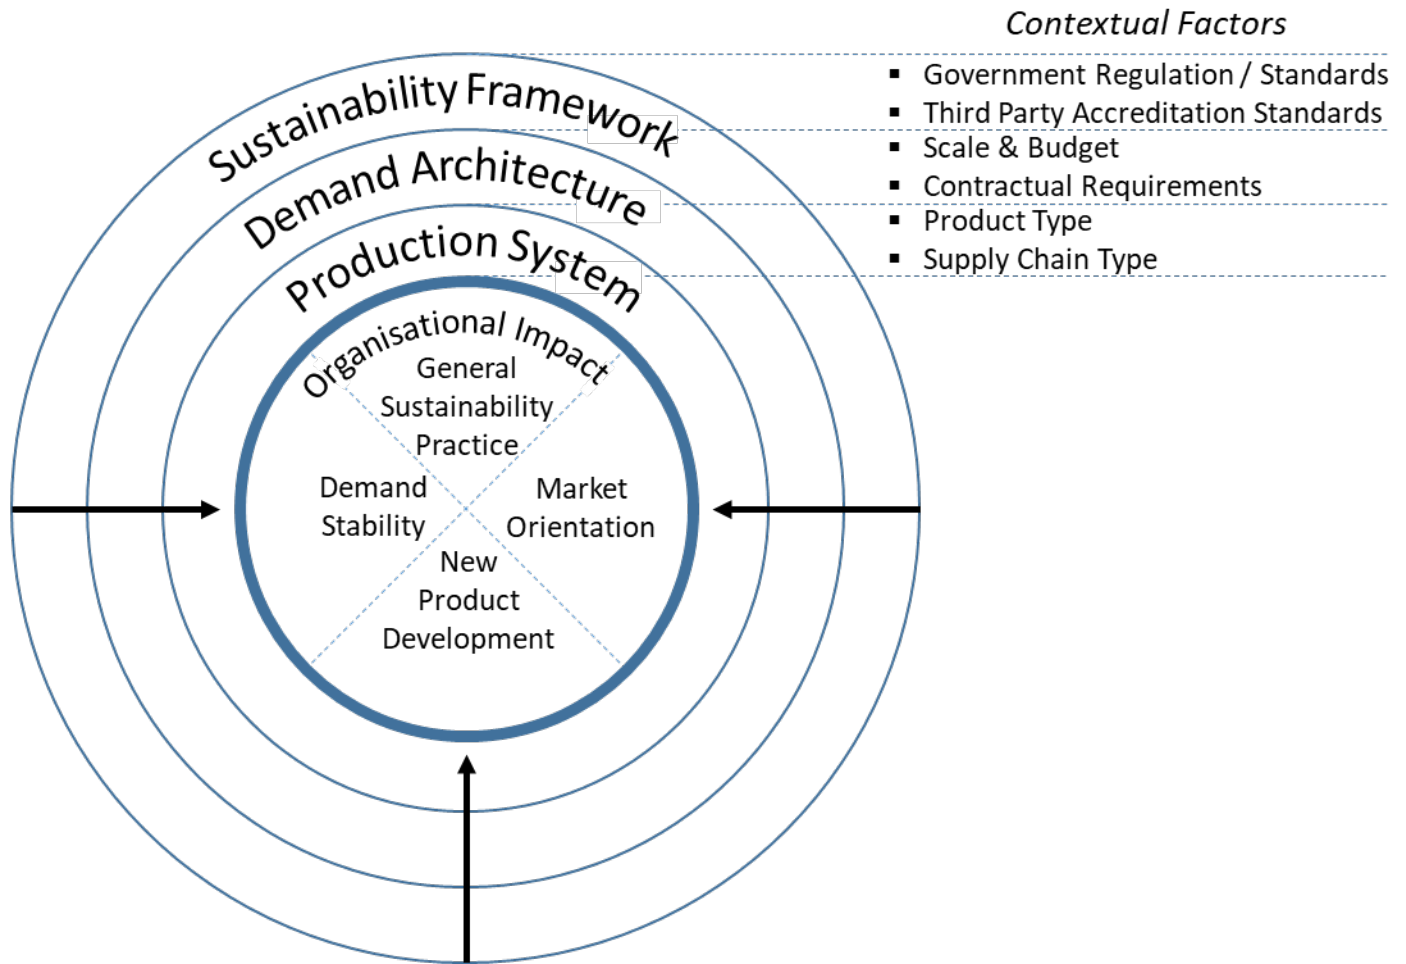 Contextual Factors
▪ Government Regulation / Standards
▪ Third Party Accreditation Standards
▪ Scale & Budget
▪ Contractual Requirements
▪ Product Type
▪ Supply Chain Type
Sustainability Framework
Demand Architecture
Production System
Organisational Impact
General
Sustainability
Practice
Demand
Stability
Market
Orientation
New
Product
Development